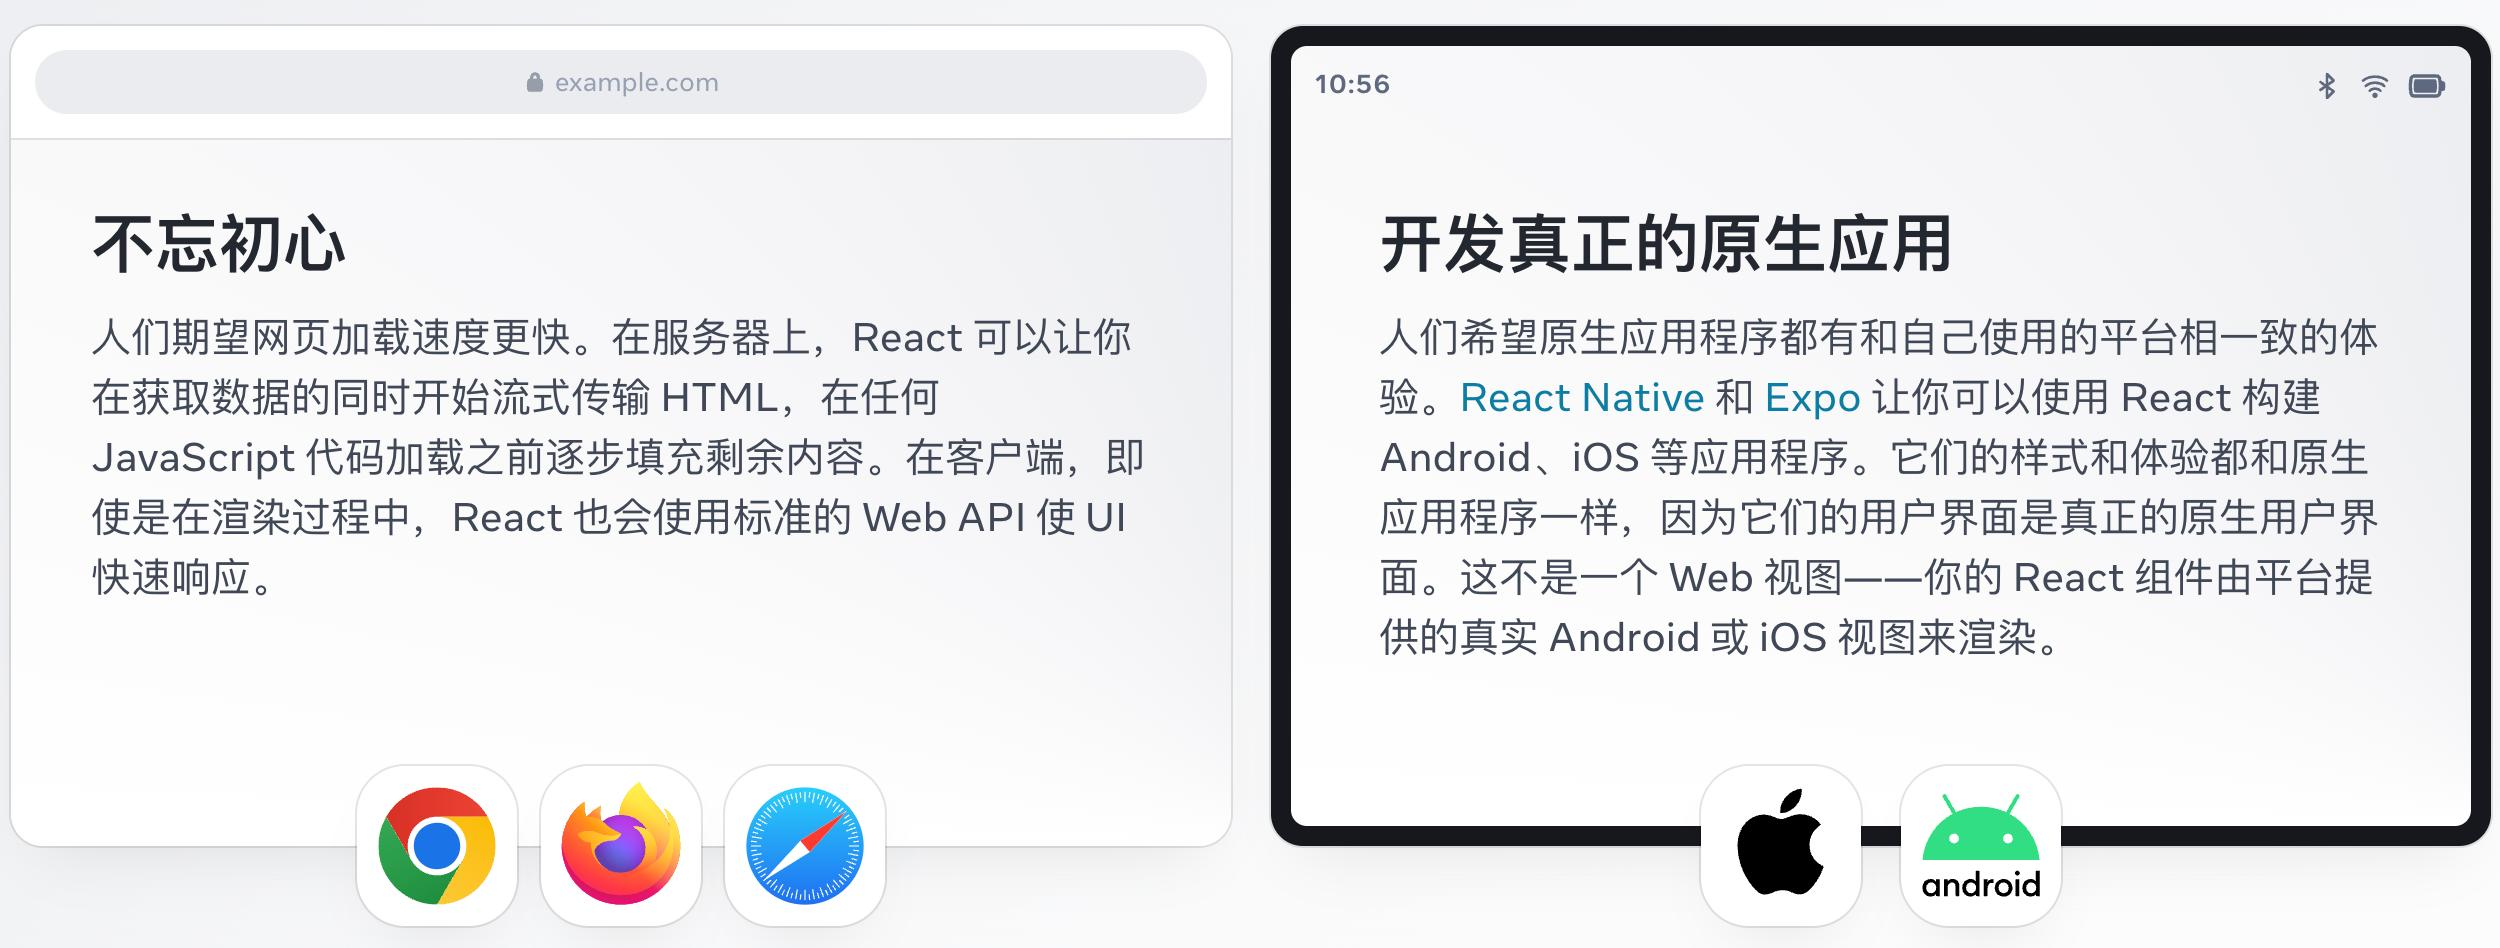 example.com
不忘初心
人们期望网页加载速度更快。在服务器上，React 可以让你
在获取数据的同时开始流式传输 HTML，在任何
JavaScript 代码加载之前逐步填充剩余内容。在客户端，即
使是在渲染过程中，React 也会使用标准的 Web API 使 UI
快速响应。
10:56
开发真正的原生应用
人们希望原生应用程序都有和自己使用的平台相一致的体
验。React Native 和 Expo 让你可以使用 React 构建
Android、iOS 等应用程序。它们的样式和体验都和原生
应用程序一样，因为它们的用户界面是真正的原生用户界
面。这不是一个 Web 视图——你的 React 组件由平台提
供的真实 Android 或 iOS 视图来渲染。
android